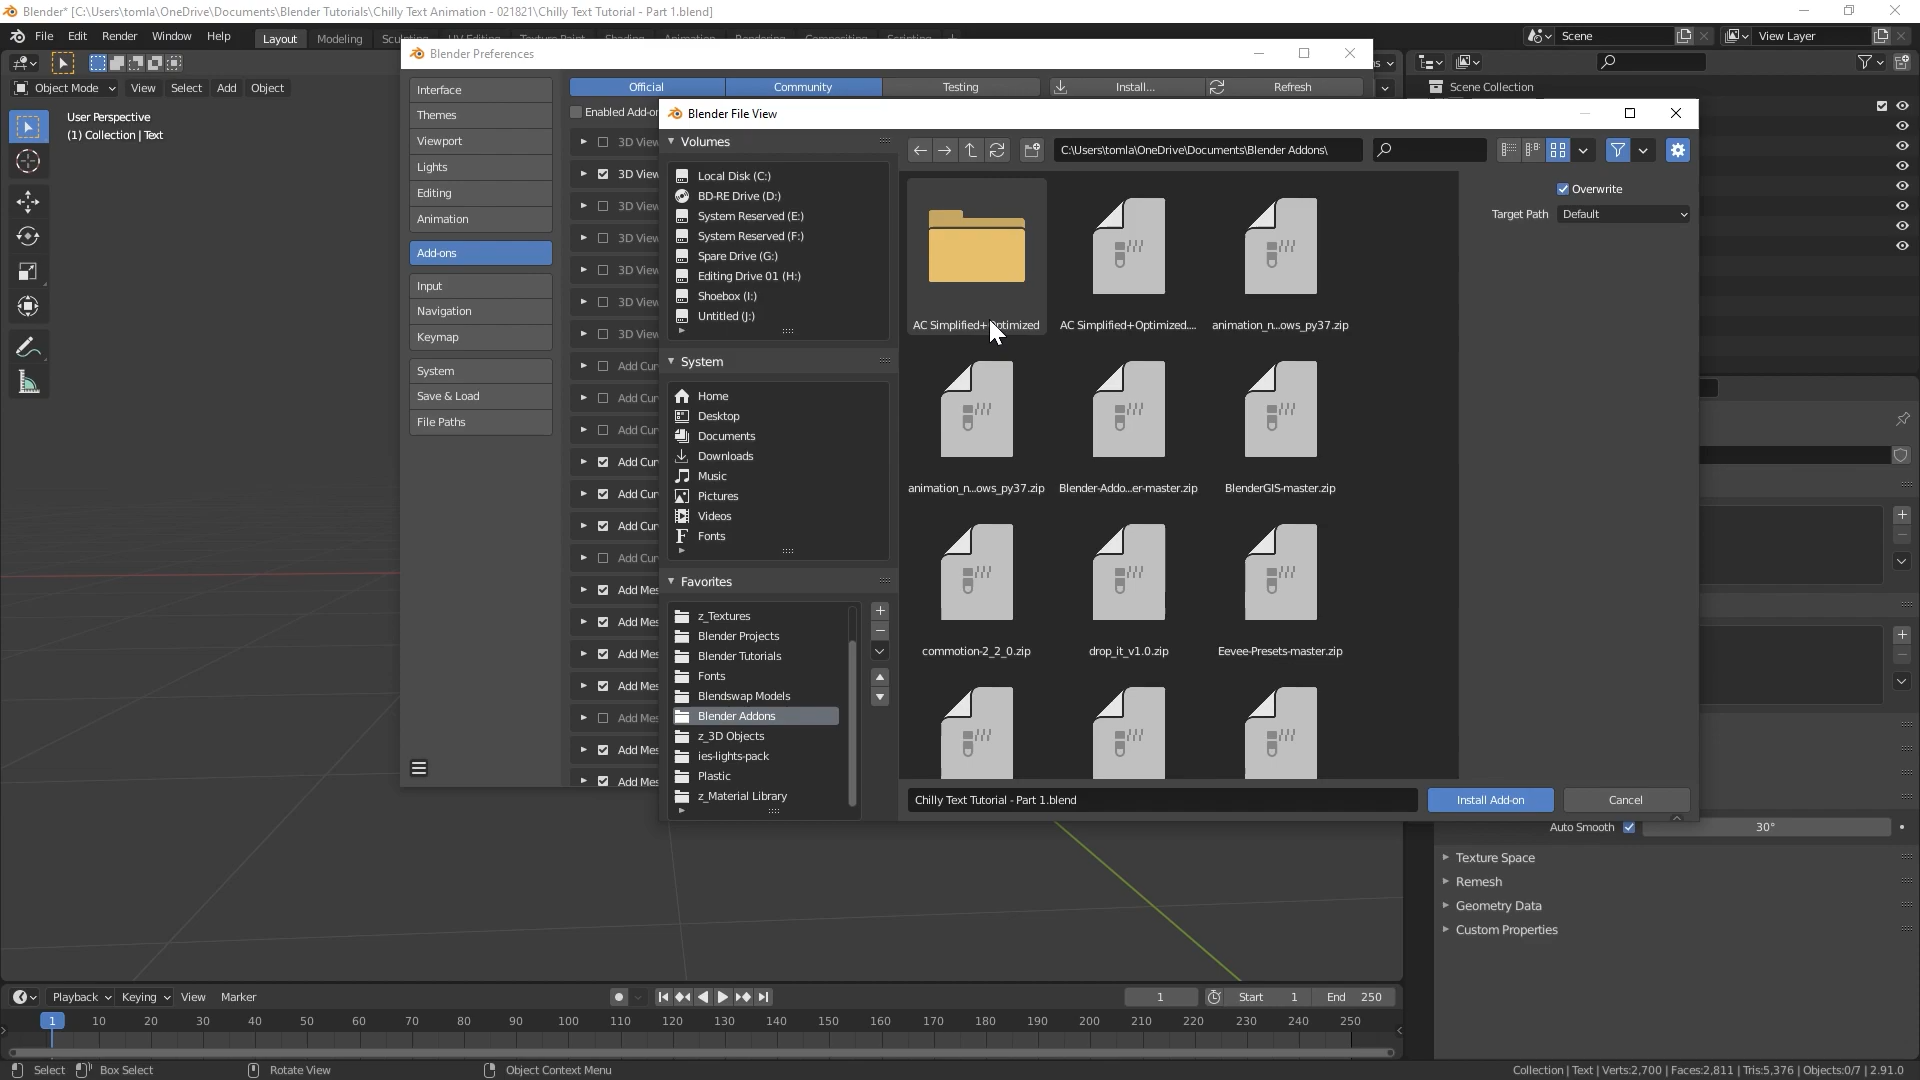 Blender* [C:\Users\tomla\OneDrive\Documents\Blender Tutorials\Chilly Text Animation - 021821\Chilly Text Tutorial - Part 1.blend]
File Edit Render Window Help Layout Modeling
Scene View Layer
Blender Preferences
Object Mode View Select Add Object
User Perspective
(1) Collection | Text
Interface
Themes
Viewport
Lights
Editing
Animation
Add-ons
Input
Navigation
Keymap
System
Save & Load
File Paths
Official Community Testing Install... Refresh
Enabled Add-on
3D View
3D View
3D View
3D View
3D View
3D View
3D View
Add Cur
Add Cur
Add Cur
Add Cur
Add Cur
Add Cur
Add Cur
Add Mes
Add Mes
Add Mes
Add Mes
Add Mes
Add Mes
Add Mes
Blender File View
Volumes
Local Disk (C:)
BD-RE Drive (D:)
System Reserved (E:)
System Reserved (F:)
Spare Drive (G:)
Editing Drive 01 (H:)
Shoebox (I:)
Untitled (J:)
System
Home
Desktop
Documents
Downloads
Music
Pictures
Videos
Fonts
Favorites
z_Textures
Blender Projects
Blender Tutorials
Fonts
Blendswap Models
Blender Addons
z_3D Objects
ies-lights-pack
Plastic
z_Material Library
C:\Users\tomla\OneDrive\Documents\Blender Addons\
AC Simplified+Optimized AC Simplified+Optimized.... animation_n...ows_py37.zip
animation_n...ows_py37.zip Blender-Addo...er-master.zip BlenderGIS-master.zip
commotion-2_2_0.zip drop_it_v1.0.zip Eevee-Presets-master.zip
Overwrite
Target Path Default
Chilly Text Tutorial - Part 1.blend Install Add-on Cancel
Scene Collection
Auto Smooth 30°
Texture Space
Remesh
Geometry Data
Custom Properties
Playback Keying View Marker
1 Start 1 End 250
1 10 20 30 40 50 60 70 80 90 100 110 120 130 140 150 160 170 180 190 200 210 220 230 240 250
Select Box Select Rotate View Object Context Menu
Collection | Text | Verts:2,700 | Faces:2,811 | Tris:5,376 | Objects:0/7 | 2.91.0